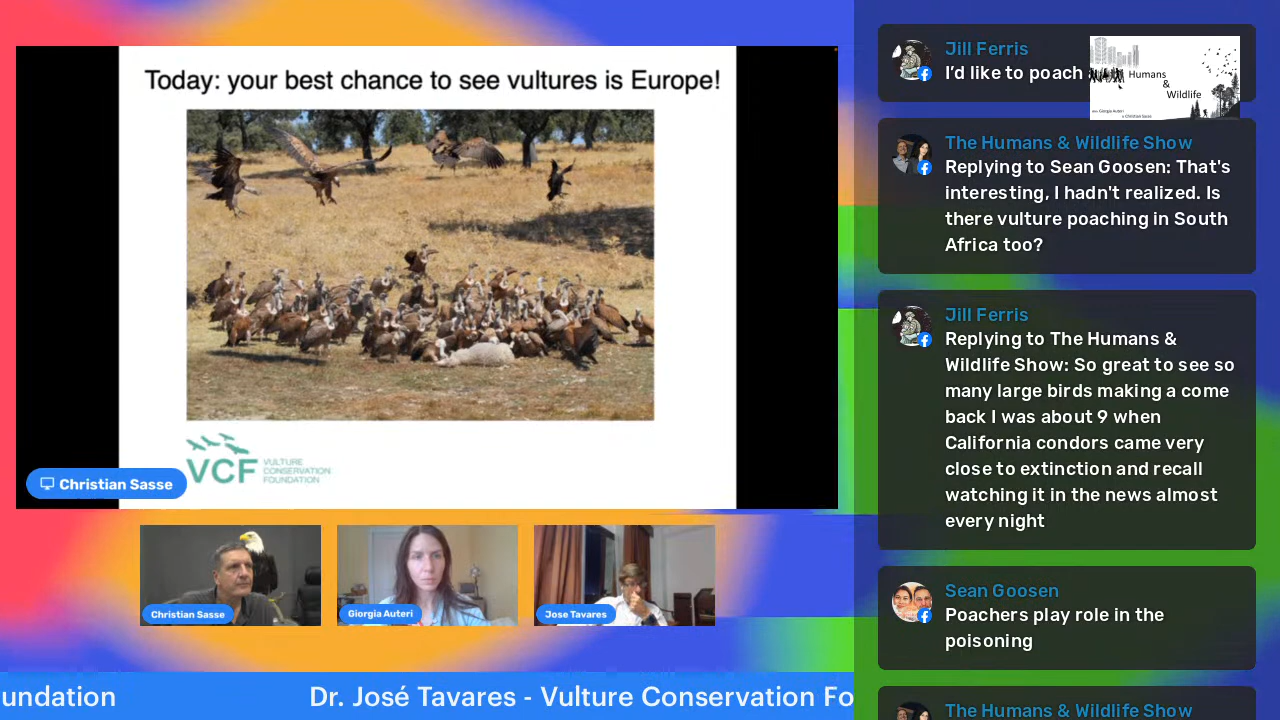 Today: your best chance to see vultures is Europe!
VCF
VULTURE
CONSERVATION
FOUNDATION
Christian Sasse
Christian Sasse
Giorgia Auteri
Jose Tavares
undation
Dr. José Tavares - Vulture Conservation Fo
Jill Ferris
I’d like to poach
Humans
&
Wildlife
Giorgia Auteri
& Christian Sasse
The Humans & Wildlife Show
Replying to Sean Goosen: That's
interesting, I hadn't realized. Is
there vulture poaching in South
Africa too?
Jill Ferris
Replying to The Humans &
Wildlife Show: So great to see so
many large birds making a come
back I was about 9 when
California condors came very
close to extinction and recall
watching it in the news almost
every night
Sean Goosen
Poachers play role in the
poisoning
The Humans & Wildlife Show